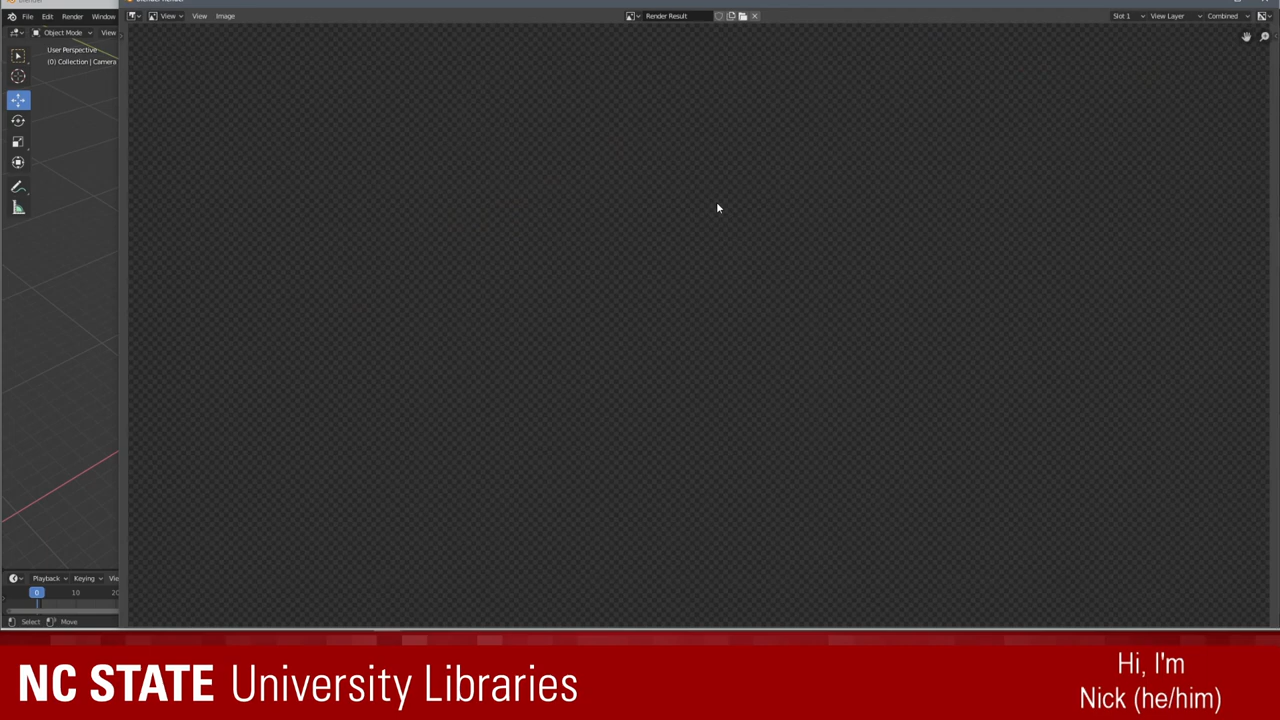 File Edit Render Window
View View Image Render Result Slot 1 View Layer Combined
Object Mode View
User Perspective
(0) Collection | Camera
Playback Keying
0 10
Select Move
NC STATE University Libraries
Hi, I'm
Nick (he/him)